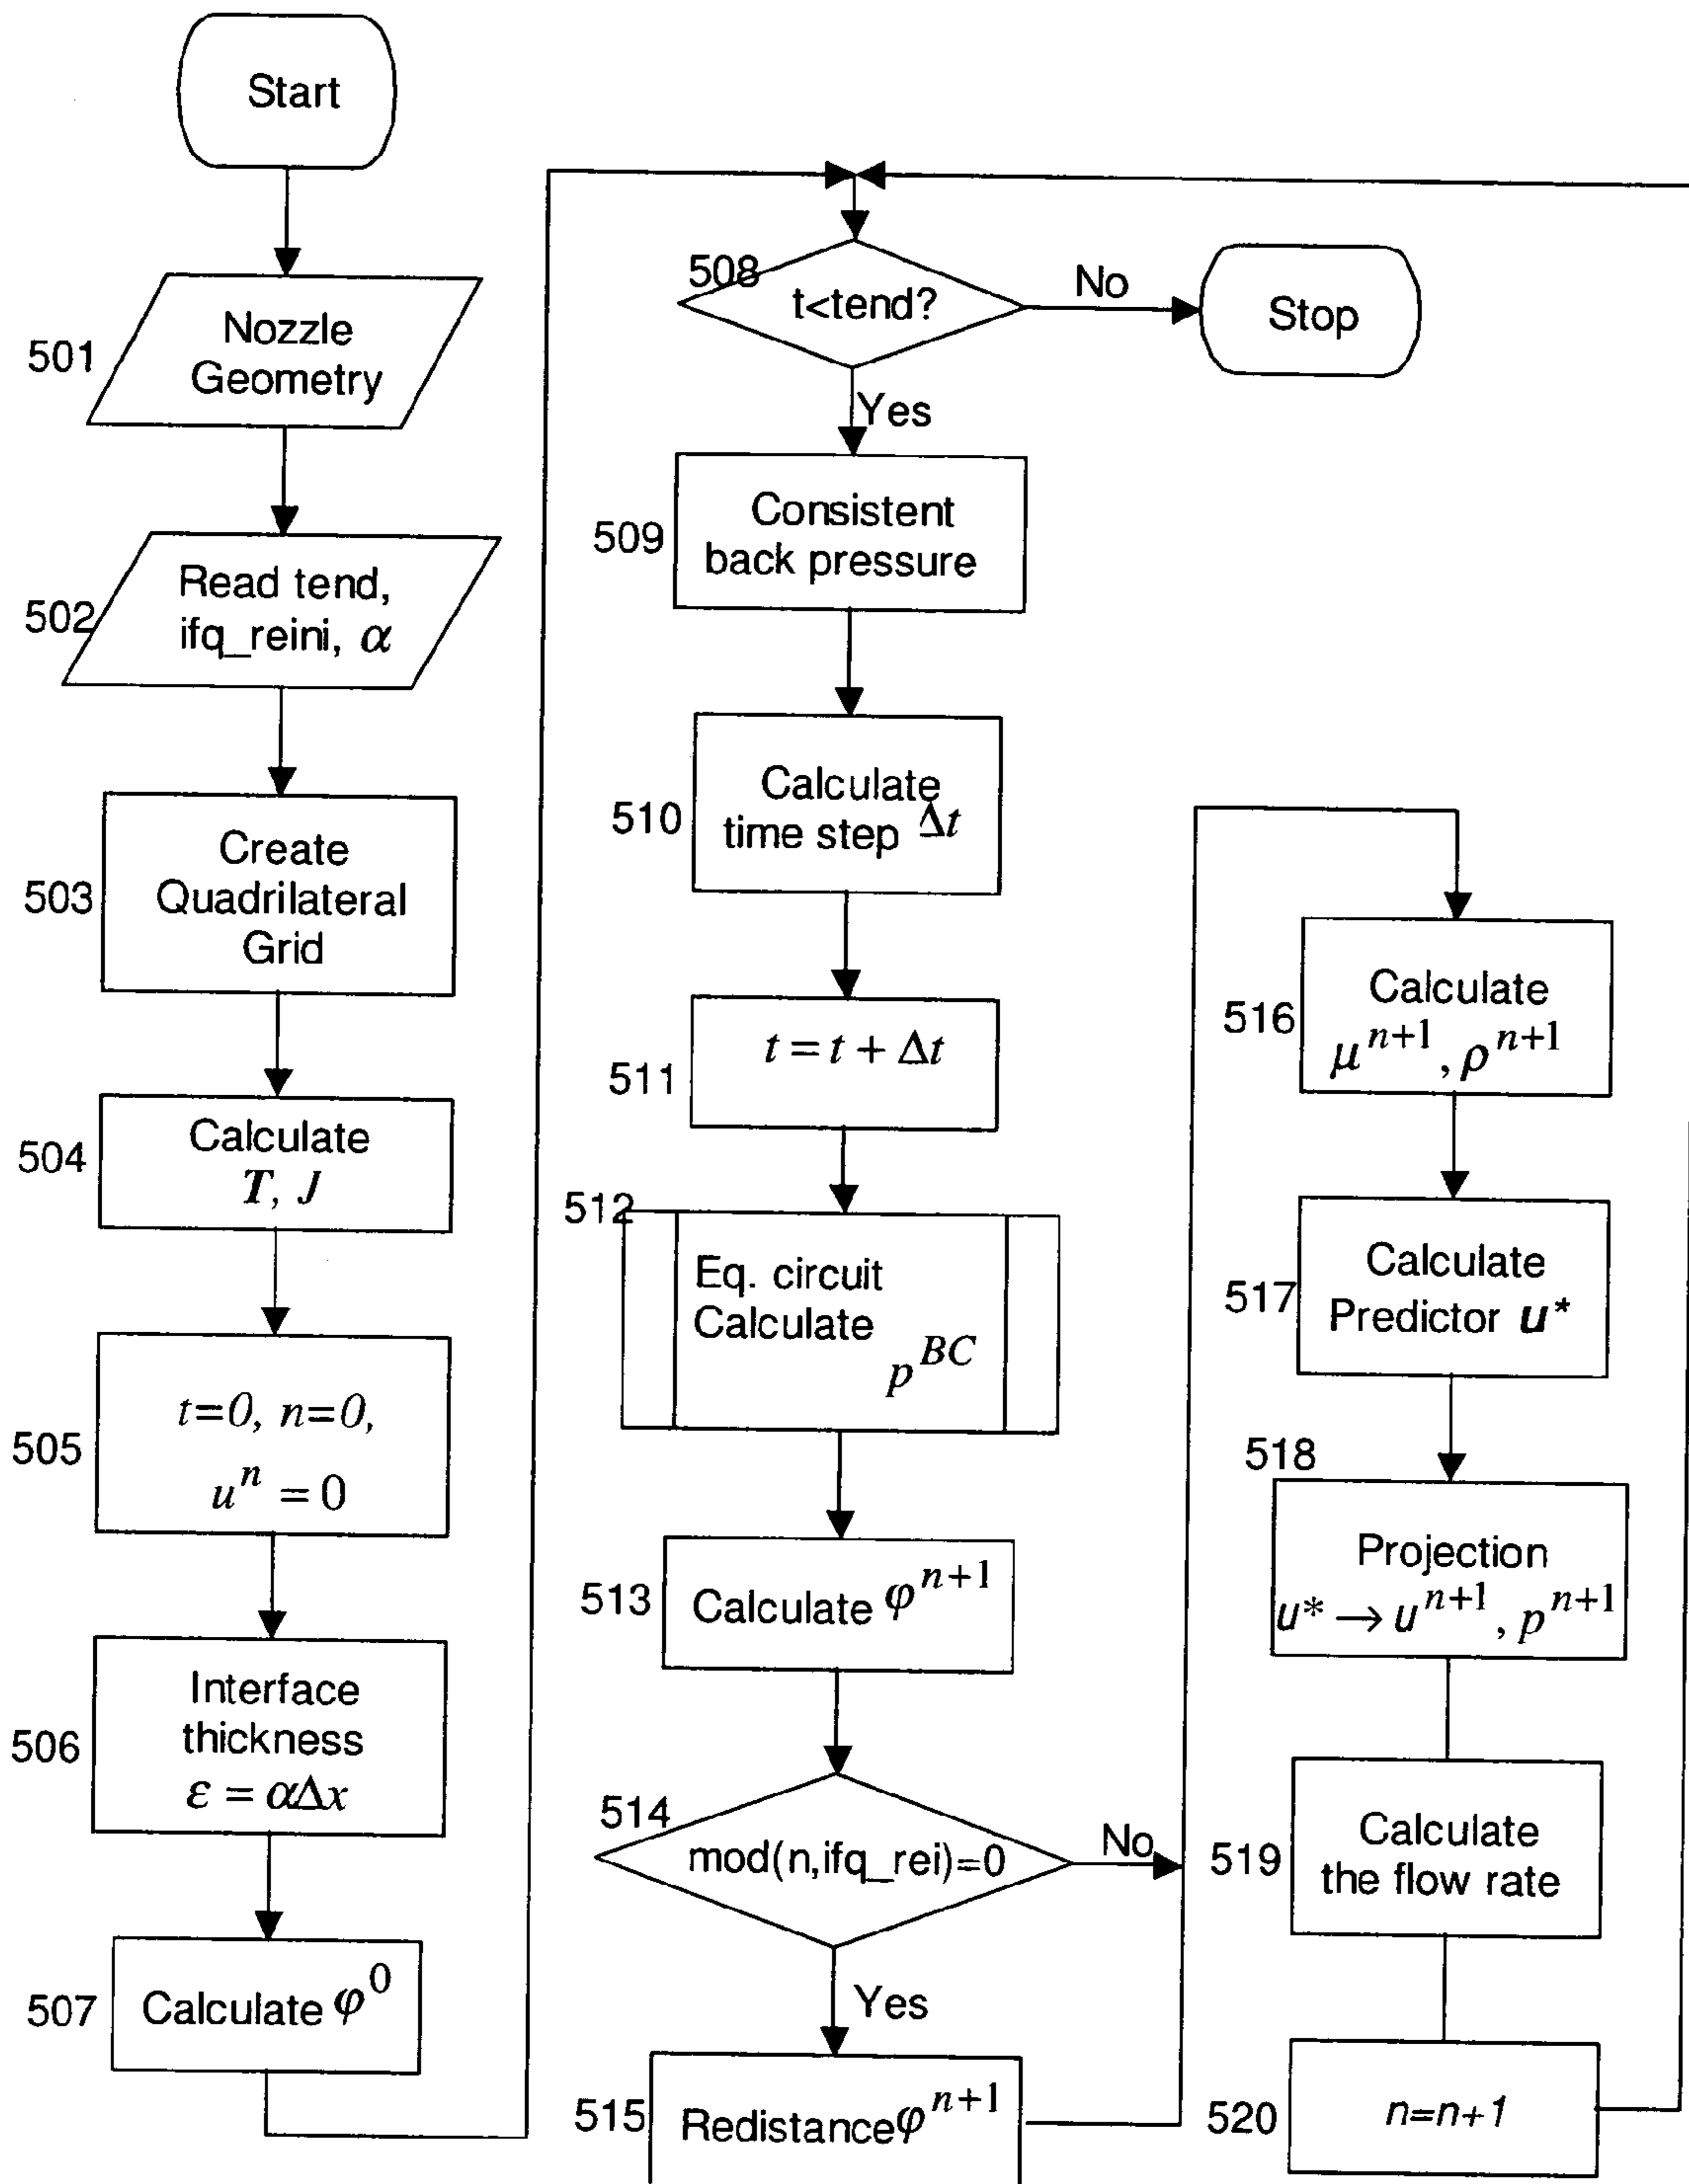 Start
501
Nozzle
Geometry
502
Read tend,
ifq_reini, α
503
Create
Quadrilateral
Grid
504
Calculate
T, J
505
t=0, n=0,
u^n = 0
506
Interface
thickness
ε = αΔx
507
Calculate φ^0
508
t<tend?
No
Stop
Yes
509
Consistent
back pressure
510
Calculate
time step Δt
511
t = t + Δt
512
Eq. circuit
Calculate
p^BC
513
Calculate φ^n+1
514
mod(n,ifq_rei)=0
No
Yes
515
Redistance φ^n+1
516
Calculate
μ^n+1, ρ^n+1
517
Calculate
Predictor u*
518
Projection
u* → u^n+1, p^n+1
519
Calculate
the flow rate
520
n=n+1